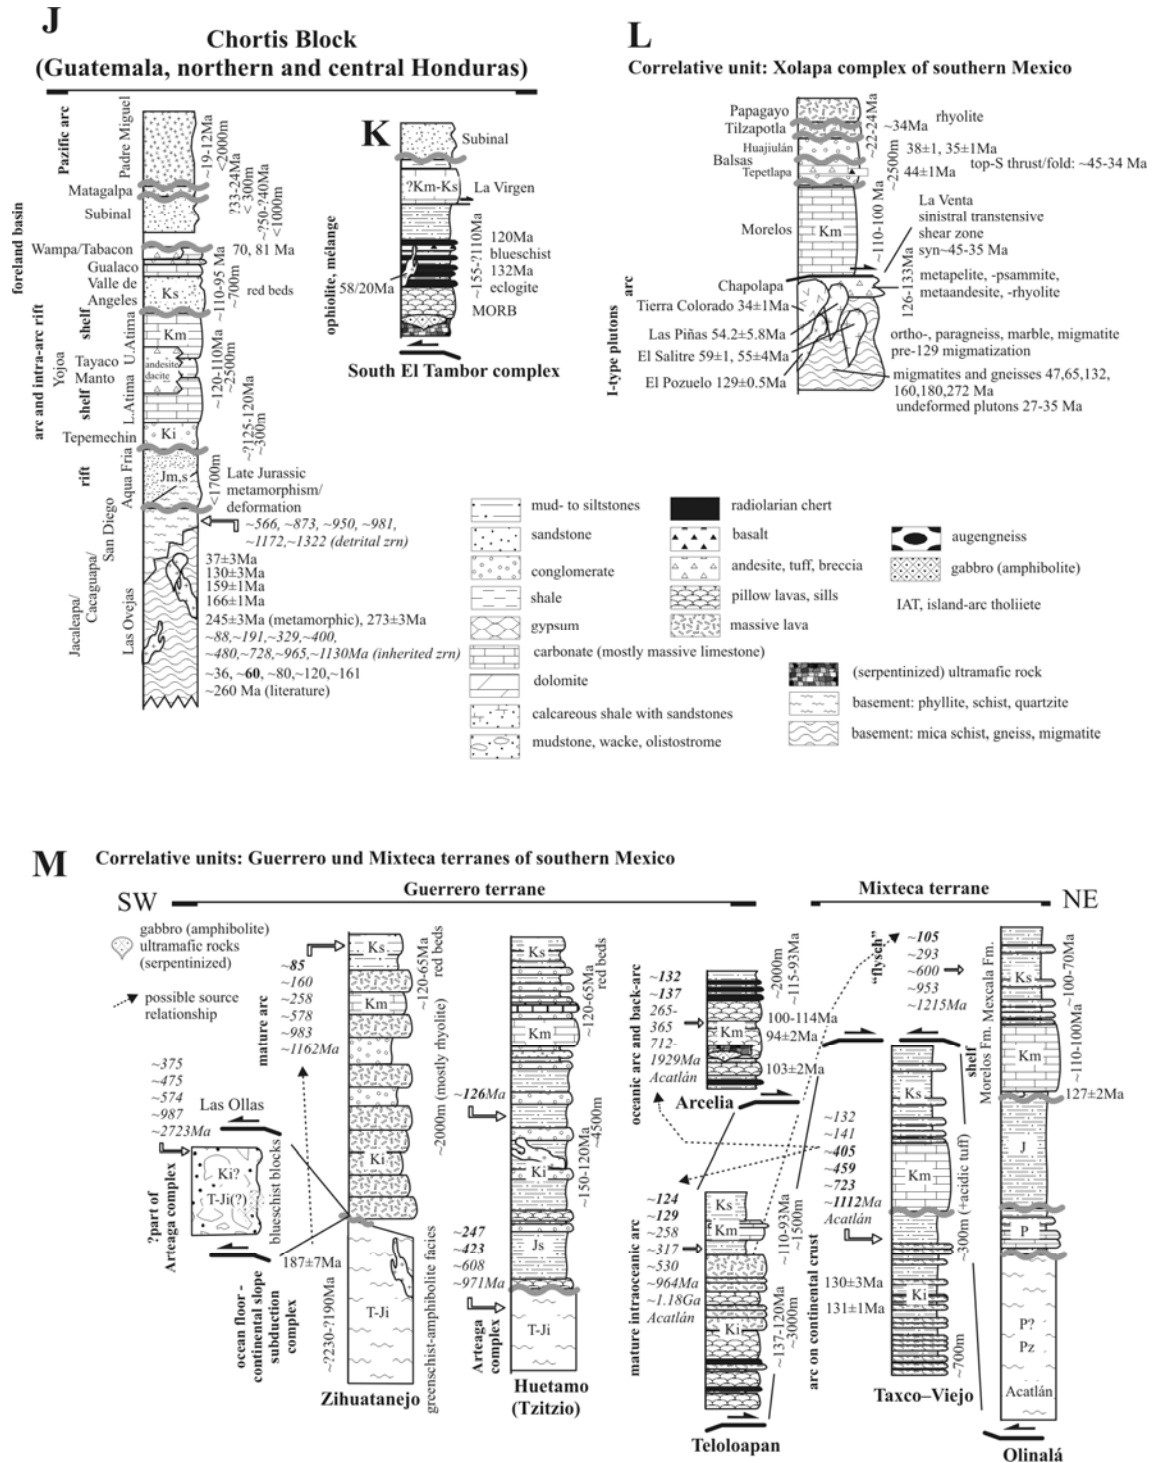 J
Chortis Block
(Guatemala, northern and central Honduras)
Pazific arc
foreland basin
arc and intra-arc rift
shelf
shelf
rift
Padre Miguel
Matagalpa
Subinal
Wampa/Tabacon
Gualaco
Valle de
Angeles
U.Atima
Yojoa
Tayaco
Manto
L.Atima
Tepemechin
Aqua Fria
San Diego
Jacaleapa/
Cacaguapa/
Las Ovejas
~19-12Ma
<2000m
?33-24Ma
< 300m
~?50-?40Ma
<1000m
70, 81 Ma
~110-95 Ma
~700m
red beds
Ks
Km
andesite
dacite
~120-110Ma
~2500m
Ki
~?125-120Ma
~300m
Jm,s
<1700m
Late Jurassic
metamorphism/
deformation
~566, ~873, ~950, ~981,
~1172,~1322 (detrital zrn)
37±3Ma
130±3Ma
159±1Ma
166±1Ma
245±3Ma (metamorphic), 273±3Ma
~88,~191,~329,~400,
~480,~728,~965,~1130Ma (inherited zrn)
~36, ~60, ~80,~120,~161
~260 Ma (literature)
K
ophiolite, mélange
Subinal
?Km-Ks
La Virgen
120Ma
blueschist
132Ma
eclogite
~155-?110Ma
58/20Ma
MORB
South El Tambor complex
L
Correlative unit: Xolapa complex of southern Mexico
Papagayo
Tilzapotla
Huajiulán
Balsas
Tepetlapa
Morelos
Km
arc
Chapolapa
I-type plutons
Tierra Colorado 34±1Ma
Las Piñas 54.2±5.8Ma
El Salitre 59±1, 55±4Ma
El Pozuelo 129±0.5Ma
~22-24Ma
rhyolite
~34Ma
38±1, 35±1Ma
~2500m
top-S thrust/fold: ~45-34 Ma
44±1Ma
~110-100 Ma
La Venta
sinistral transtensive
shear zone
syn~45-35 Ma
126-133Ma
metapelite, -psammite,
metaandesite, -rhyolite
ortho-, paragneiss, marble, migmatite
pre-129 migmatization
migmatites and gneisses 47,65,132,
160,180,272 Ma
undeformed plutons 27-35 Ma
mud- to siltstones
sandstone
conglomerate
shale
gypsum
carbonate (mostly massive limestone)
dolomite
calcareous shale with sandstones
mudstone, wacke, olistostrome
radiolarian chert
basalt
andesite, tuff, breccia
pillow lavas, sills
massive lava
augengneiss
gabbro (amphibolite)
IAT, island-arc tholiiete
(serpentinized) ultramafic rock
basement: phyllite, schist, quartzite
basement: mica schist, gneiss, migmatite
M
Correlative units: Guerrero und Mixteca terranes of southern Mexico
SW
Guerrero terrane
Mixteca terrane
NE
gabbro (amphibolite)
ultramafic rocks
(serpentinized)
possible source
relationship
~375
~475
~574
~987
~2723Ma
Las Ollas
Ki?
T-Ji(?)
?part of
Arteaga complex
blueschist blocks
ocean floor -
continental slope
subduction
complex
187±7Ma
mature arc
~85
~160
~258
~578
~983
~1162Ma
Ks
Km
Ki
T-Ji
~120-65Ma
red beds
~2000m (mostly rhyolite)
~?230-?190Ma
greenschist-amphibolite facies
Zihuatanejo
Ks
Km
Ki
Js
T-Ji
~120-65Ma
red beds
~126Ma
~150-120Ma
~4500m
~247
~423
~608
~971Ma
Arteaga
complex
Huetamo
(Tzitzio)
oceanic arc and back-arc
~132
~137
265-
365
712-
1929Ma
Acatlán
Km
~2000m
~115-93Ma
100-114Ma
94±2Ma
103±2Ma
Arcelia
mature intraoceanic arc
~124
~129
~258
~317
~530
~964Ma
~1.18Ga
Acatlán
Ks
Km
Ki
~110-93Ma
~1500m
~137-120Ma
~3000m
Teloloapan
arc on continental crust
"flysch"
~105
~293
~600
~953
~1215Ma
~132
~141
~405
~459
~723
~1112Ma
Acatlán
130±3Ma
131±1Ma
Ks
Km
Ki
~300m (+acidic tuff)
~700m
Taxco–Viejo
shelf
Morelos Fm.
Mexcala Fm.
Ks
Km
J
P
P?
Pz
Acatlán
~100-70Ma
~110-100Ma
127±2Ma
Olinalá